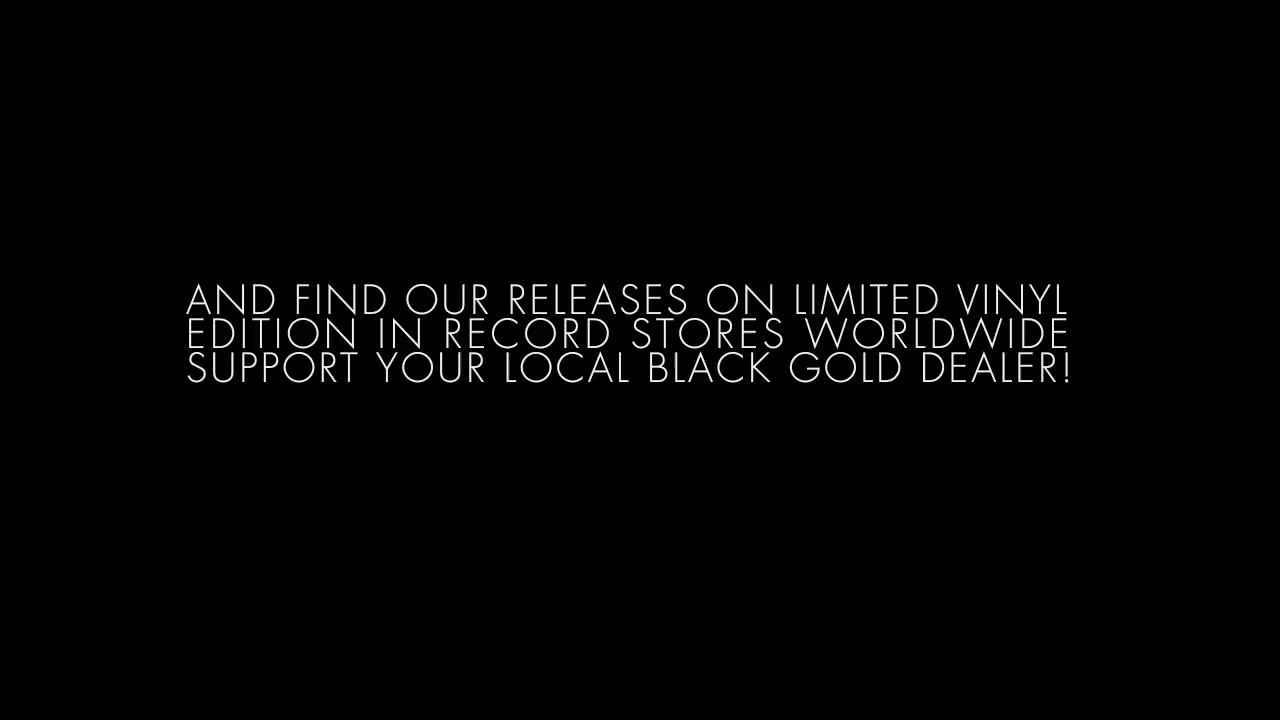 AND FIND OUR RELEASES ON LIMITED VINYL
EDITION IN RECORD STORES WORLDWIDE
SUPPORT YOUR LOCAL BLACK GOLD DEALER!